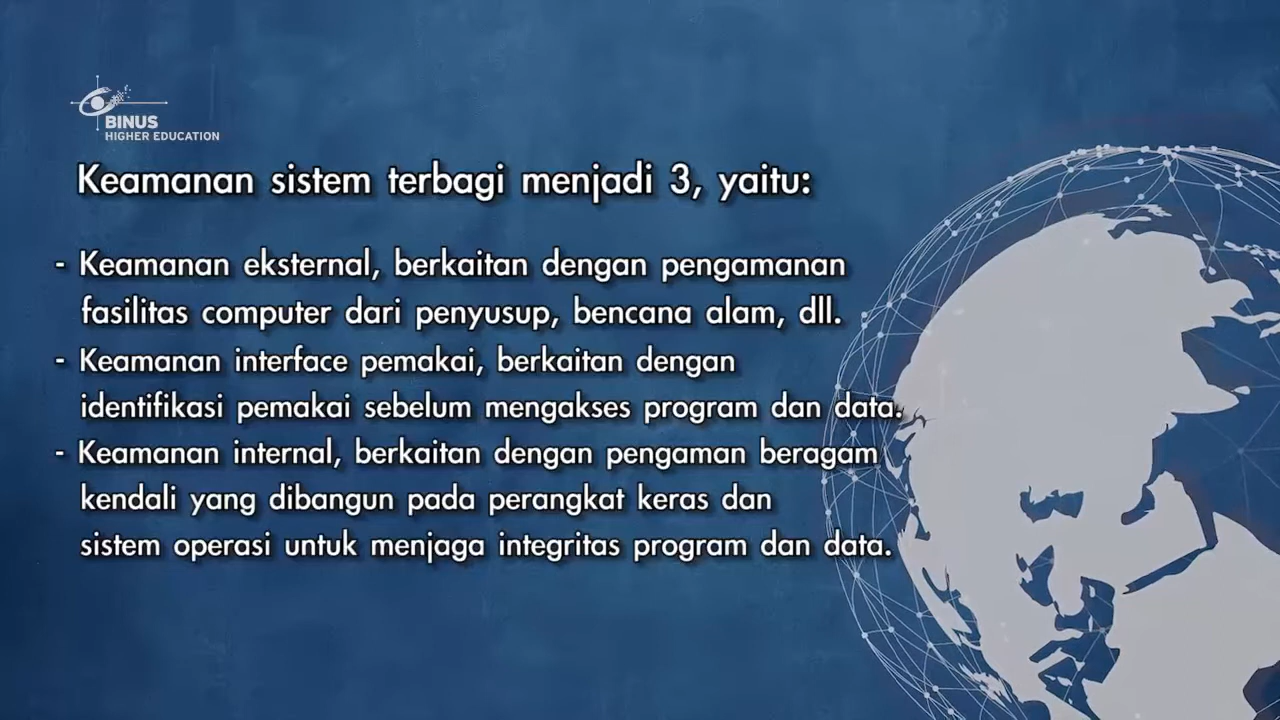 BINUS
HIGHER EDUCATION
Keamanan sistem terbagi menjadi 3, yaitu:
- Keamanan eksternal, berkaitan dengan pengamanan
fasilitas computer dari penyusup, bencana alam, dll.
- Keamanan interface pemakai, berkaitan dengan
identifikasi pemakai sebelum mengakses program dan data.
- Keamanan internal, berkaitan dengan pengaman beragam
kendali yang dibangun pada perangkat keras dan
sistem operasi untuk menjaga integritas program dan data.